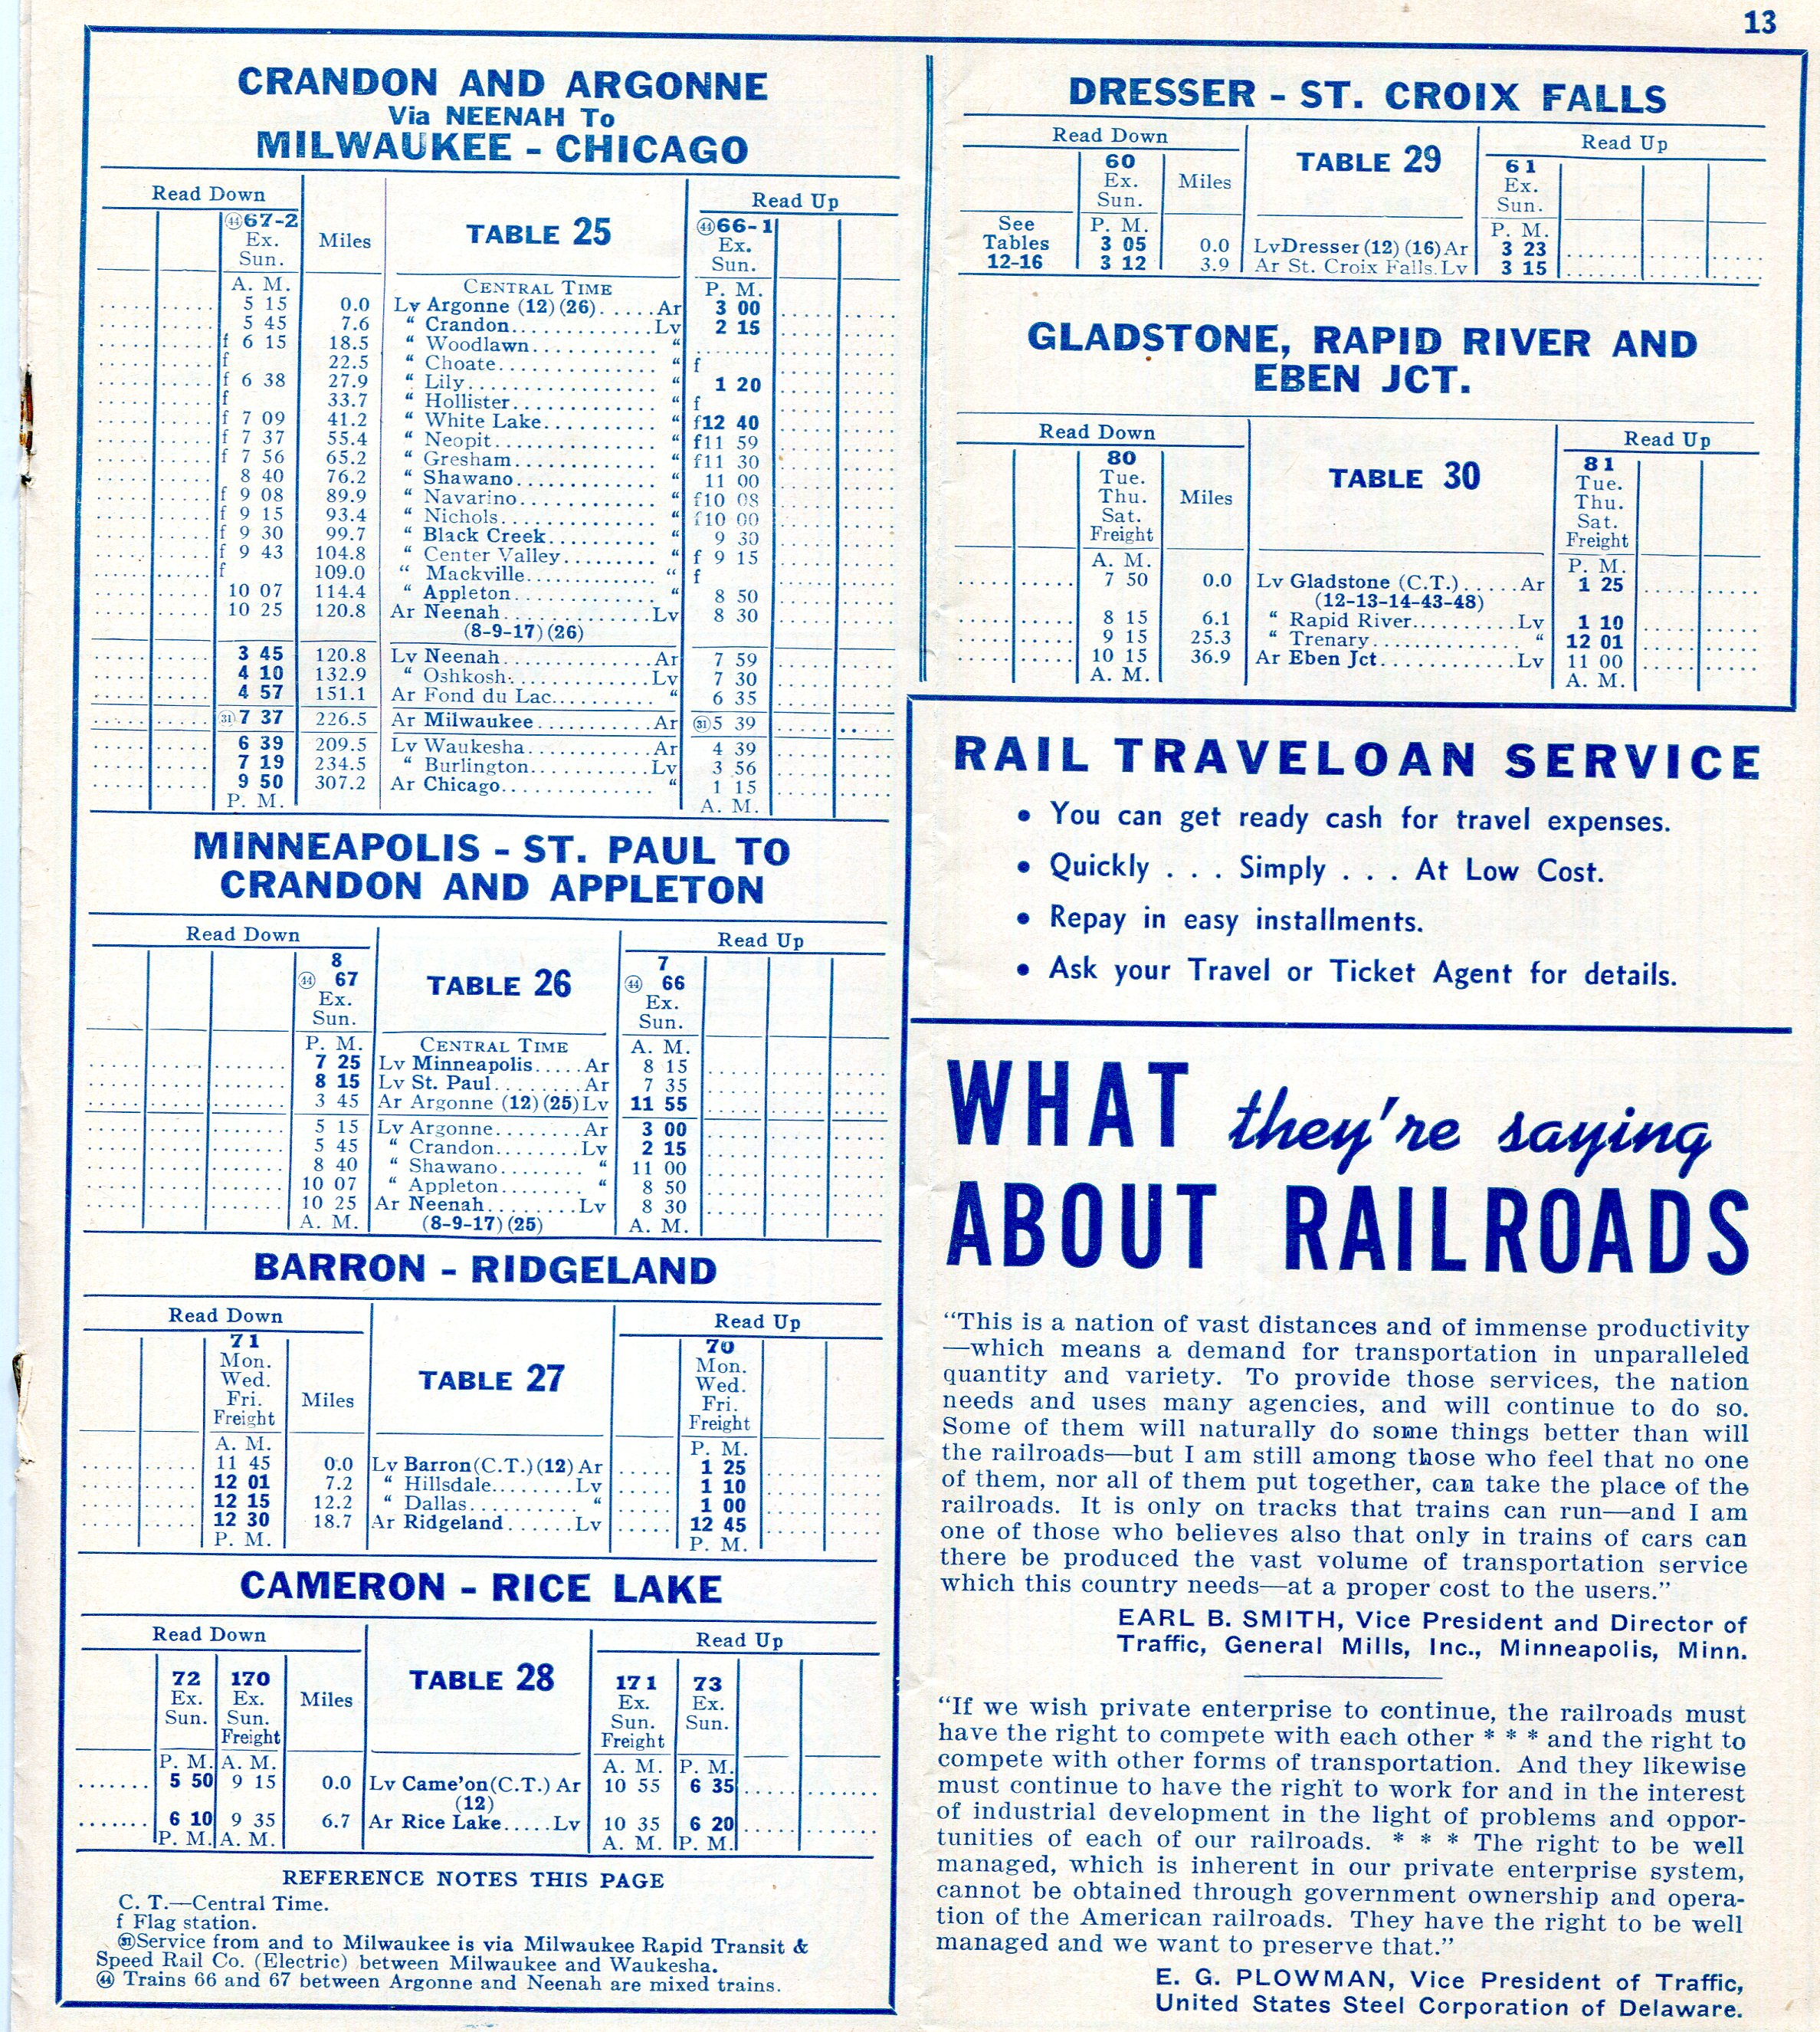 13
CRANDON AND ARGONNE
Via NEENAH To
MILWAUKEE - CHICAGO
Read Down Read Up
㊹67-2 Miles TABLE 25 ㊹66-1
Ex. Ex.
Sun. Sun.
A. M. CENTRAL TIME P. M.
5 15 0.0 Lv Argonne (12)(26).....Ar 3 00
5 45 7.6 “ Crandon............Lv 2 15
f 6 15 18.5 “ Woodlawn............ “ ........
f 22.5 “ Choate............ “ f
f 6 38 27.9 “ Lily............ “ 1 20
f 33.7 “ Hollister............ “ f
f 7 09 41.2 “ White Lake.......... “ f12 40
f 7 37 55.4 “ Neopit............ “ f11 59
f 7 56 65.2 “ Gresham............ “ f11 30
8 40 76.2 “ Shawano............ “ 11 00
f 9 08 89.9 “ Navarino............ “ f10 08
f 9 15 93.4 “ Nichols............ “ f10 00
f 9 30 99.7 “ Black Creek.......... “ 9 30
f 9 43 104.8 “ Center Valley......... “ f 9 15
f 109.0 “ Mackville............ “ f
10 07 114.4 “ Appleton............ “ 8 50
10 25 120.8 Ar Neenah............Lv 8 30
(8-9-17)(26)
3 45 120.8 Lv Neenah............Ar 7 59
4 10 132.9 “ Oshkosh............Lv 7 30
4 57 151.1 Ar Fond du Lac......... “ 6 35
㉛7 37 226.5 Ar Milwaukee..........Ar ㉛5 39
6 39 209.5 Lv Waukesha..........Ar 4 39
7 19 234.5 “ Burlington..........Lv 3 56
9 50 307.2 Ar Chicago............ “ 1 15
P. M. A. M.
MINNEAPOLIS - ST. PAUL TO
CRANDON AND APPLETON
Read Down Read Up
8 TABLE 26 7
㊹ 67 ㊹ 66
Ex. Ex.
Sun. Sun.
P. M. CENTRAL TIME A. M.
7 25 Lv Minneapolis.....Ar 8 15
8 15 Lv St. Paul........Ar 7 35
3 45 Ar Argonne (12)(25)Lv 11 55
5 15 Lv Argonne........Ar 3 00
5 45 “ Crandon........Lv 2 15
8 40 “ Shawano........ “ 11 00
10 07 “ Appleton........ “ 8 50
10 25 Ar Neenah........Lv 8 30
A. M. (8-9-17)(25) A. M.
BARRON - RIDGELAND
Read Down Read Up
71 TABLE 27 70
Mon. Mon.
Wed. Wed.
Fri. Miles Fri.
Freight Freight
A. M. P. M.
11 45 0.0 Lv Barron(C.T.)(12) Ar 1 25
12 01 7.2 “ Hillsdale........Lv 1 10
12 15 12.2 “ Dallas.......... “ 1 00
12 30 18.7 Ar Ridgeland......Lv 12 45
P. M. P. M.
CAMERON - RICE LAKE
Read Down Read Up
72 170 Miles TABLE 28 171 73
Ex. Ex. Ex. Ex.
Sun. Sun. Sun. Sun.
Freight Freight
P. M. A. M. A. M. P. M.
5 50 9 15 0.0 Lv Came’on(C.T.) Ar 10 55 6 35
(12)
6 10 9 35 6.7 Ar Rice Lake.....Lv 10 35 6 20
P. M. A. M. A. M. P. M.
REFERENCE NOTES THIS PAGE
C. T.—Central Time.
f Flag station.
㉛Service from and to Milwaukee is via Milwaukee Rapid Transit &
Speed Rail Co. (Electric) between Milwaukee and Waukesha.
㊹ Trains 66 and 67 between Argonne and Neenah are mixed trains.
DRESSER - ST. CROIX FALLS
Read Down Read Up
60 Miles TABLE 29 61
Ex. Ex.
Sun. Sun.
See P. M. P. M.
Tables 3 05 0.0 LvDresser(12)(16)Ar 3 23
12-16 3 12 3.9 Ar St. Croix Falls.Lv 3 15
GLADSTONE, RAPID RIVER AND
EBEN JCT.
Read Down Read Up
80 TABLE 30 81
Tue. Tue.
Thu. Miles Thu.
Sat. Sat.
Freight Freight
A. M. P. M.
7 50 0.0 Lv Gladstone (C.T.).....Ar 1 25
(12-13-14-43-48)
8 15 6.1 “ Rapid River..........Lv 1 10
9 15 25.3 “ Trenary............ “ 12 01
10 15 36.9 Ar Eben Jct............Lv 11 00
A. M. A. M.
RAIL TRAVELOAN SERVICE
• You can get ready cash for travel expenses.
• Quickly . . . Simply . . . At Low Cost.
• Repay in easy installments.
• Ask your Travel or Ticket Agent for details.
WHAT they’re saying
ABOUT RAILROADS
“This is a nation of vast distances and of immense productivity
—which means a demand for transportation in unparalleled
quantity and variety. To provide those services, the nation
needs and uses many agencies, and will continue to do so.
Some of them will naturally do some things better than will
the railroads—but I am still among those who feel that no one
of them, nor all of them put together, can take the place of the
railroads. It is only on tracks that trains can run—and I am
one of those who believes also that only in trains of cars can
there be produced the vast volume of transportation service
which this country needs—at a proper cost to the users.”
EARL B. SMITH, Vice President and Director of
Traffic, General Mills, Inc., Minneapolis, Minn.
“If we wish private enterprise to continue, the railroads must
have the right to compete with each other * * * and the right to
compete with other forms of transportation. And they likewise
must continue to have the right to work for and in the interest
of industrial development in the light of problems and oppor-
tunities of each of our railroads. * * * The right to be well
managed, which is inherent in our private enterprise system,
cannot be obtained through government ownership and opera-
tion of the American railroads. They have the right to be well
managed and we want to preserve that.”
E. G. PLOWMAN, Vice President of Traffic,
United States Steel Corporation of Delaware.